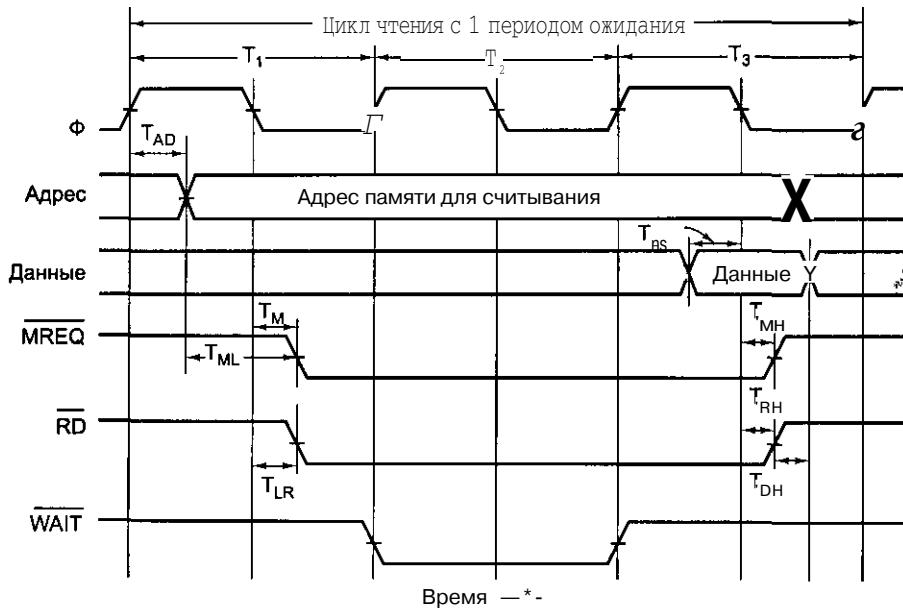 Цикл чтения с 1 периодом ожидания
T1 T2 T3
Ф
TAD
Адрес Адрес памяти для считывания
TBS
Данные Данные
TM TMH
MREQ
TML
TRH
RD
TLR TDH
WAIT
Время